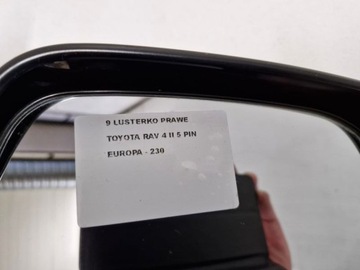 9 LUSTERKO PRAWE
TOYOTA RAV 4 II 5 PIN
EUROPA - 230